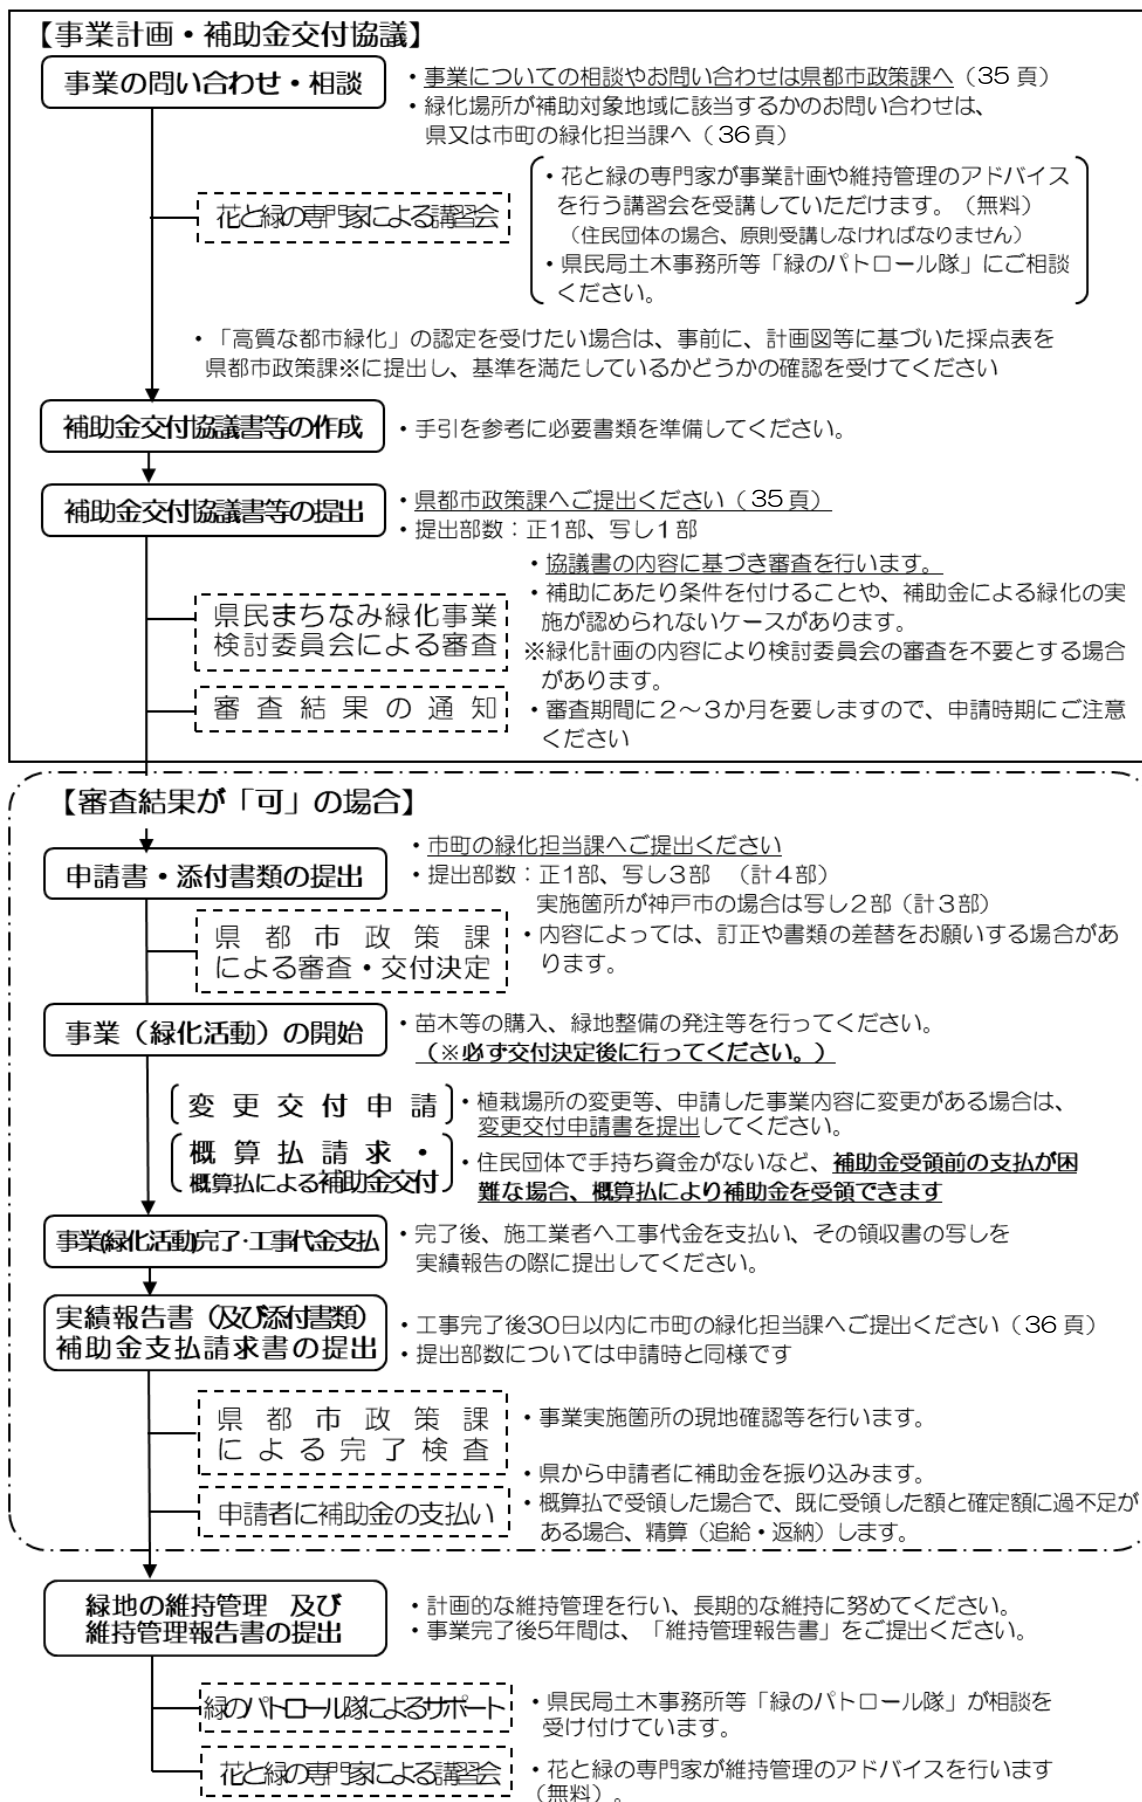 【事業計画・補助金交付協議】
事業の問い合わせ・相談
・事業についての相談やお問い合わせは県都市政策課へ（35頁）
・緑化場所が補助対象地域に該当するかのお問い合わせは、
県又は市町の緑化担当課へ（36頁）
花と緑の専門家による講習会
・花と緑の専門家が事業計画や維持管理のアドバイス
を行う講習会を受講していただけます。（無料）
（住民団体の場合、原則受講しなければなりません）
・県民局土木事務所等「緑のパトロール隊」にご相談
ください。
・「高質な都市緑化」の認定を受けたい場合は、事前に、計画図等に基づいた採点表を
県都市政策課※に提出し、基準を満たしているかどうかの確認を受けてください
補助金交付協議書等の作成
・手引を参考に必要書類を準備してください。
補助金交付協議書等の提出
・県都市政策課へご提出ください（35頁）
・提出部数：正1部、写し1部
県民まちなみ緑化事業
検討委員会による審査
・協議書の内容に基づき審査を行います。
・補助にあたり条件を付けることや、補助金による緑化の実
施が認められないケースがあります。
※緑化計画の内容により検討委員会の審査を不要とする場合
があります。
審査結果の通知
・審査期間に2～3か月を要しますので、申請時期にご注意
ください
【審査結果が「可」の場合】
申請書・添付書類の提出
・市町の緑化担当課へご提出ください
・提出部数：正1部、写し3部　（計4部）
実施箇所が神戸市の場合は写し2部（計3部）
県都市政策課
による審査・交付決定
・内容によっては、訂正や書類の差替をお願いする場合があ
ります。
事業（緑化活動）の開始
・苗木等の購入、緑地整備の発注等を行ってください。
（※必ず交付決定後に行ってください。）
変更交付申請
・植栽場所の変更等、申請した事業内容に変更がある場合は、
変更交付申請書を提出してください。
概算払請求・
概算払による補助金交付
・住民団体で手持ち資金がないなど、補助金受領前の支払が困
難な場合、概算払により補助金を受領できます
事業(緑化活動)完了・工事代金支払
・完了後、施工業者へ工事代金を支払い、その領収書の写しを
実績報告の際に提出してください。
実績報告書（及び添付書類）
補助金支払請求書の提出
・工事完了後30日以内に市町の緑化担当課へご提出ください（36頁）
・提出部数については申請時と同様です
県都市政策課
による完了検査
・事業実施箇所の現地確認等を行います。
申請者に補助金の支払い
・県から申請者に補助金を振り込みます。
・概算払で受領した場合で、既に受領した額と確定額に過不足が
ある場合、精算（追給・返納）します。
緑地の維持管理　及び
維持管理報告書の提出
・計画的な維持管理を行い、長期的な維持に努めてください。
・事業完了後5年間は、「維持管理報告書」をご提出ください。
緑のパトロール隊によるサポート
・県民局土木事務所等「緑のパトロール隊」が相談を
受け付けています。
花と緑の専門家による講習会
・花と緑の専門家が維持管理のアドバイスを行います
（無料）。